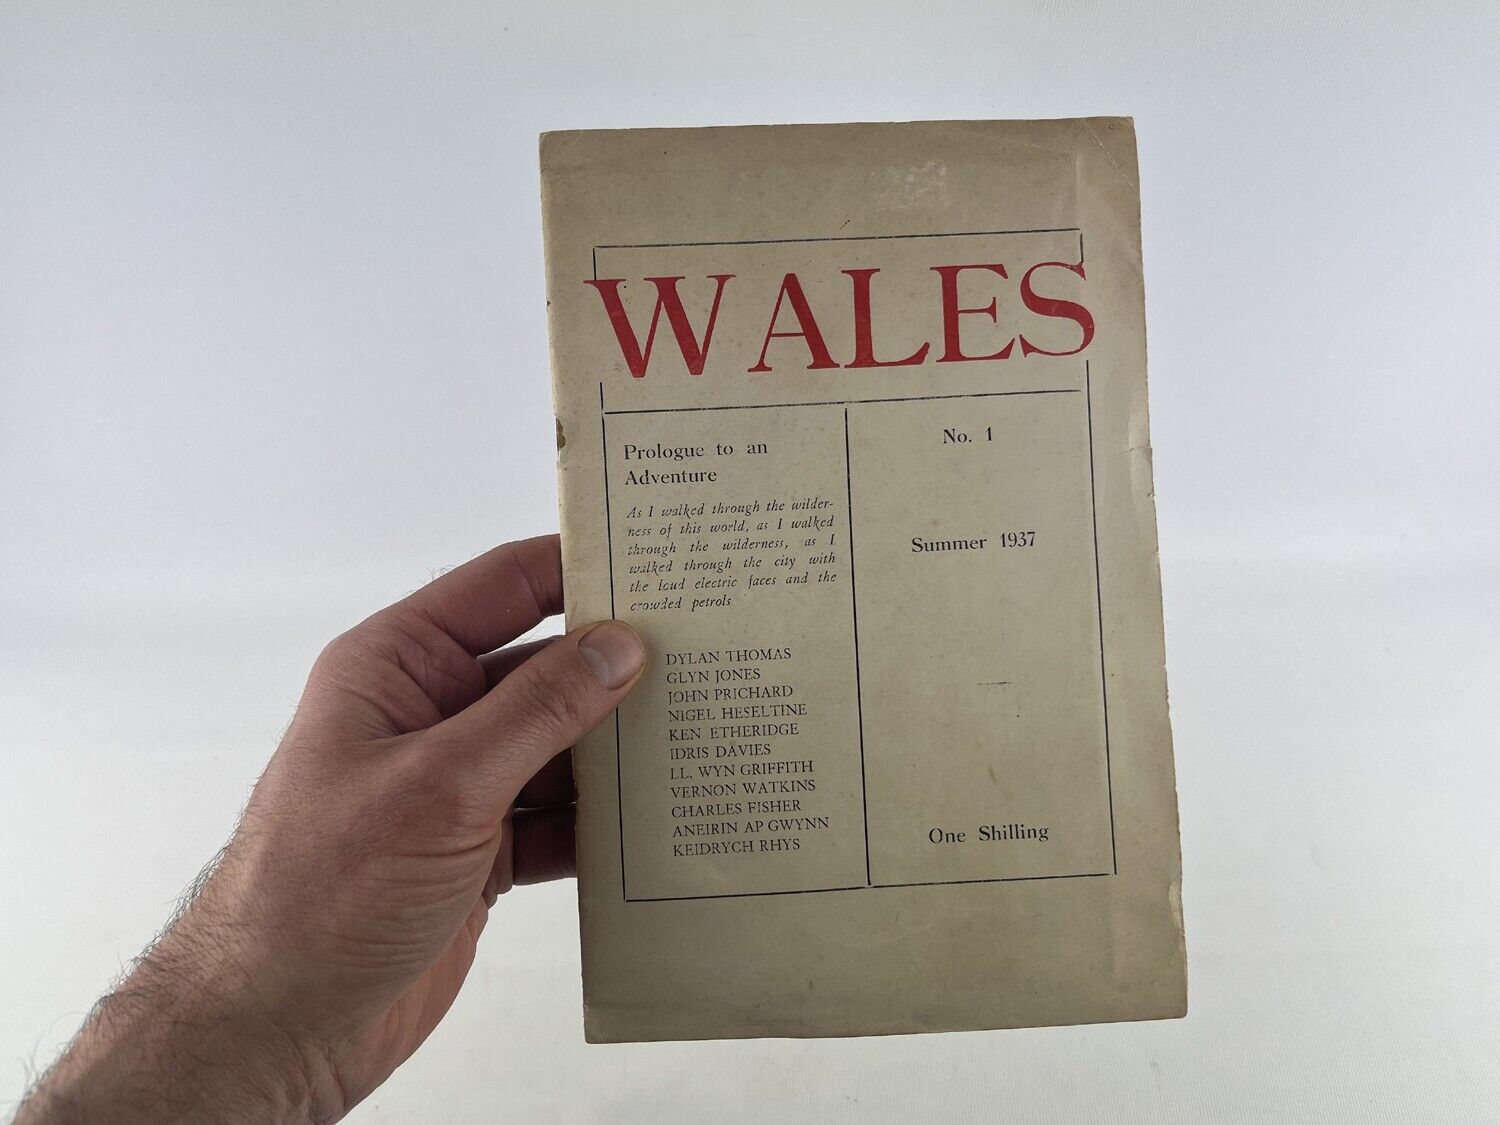 WALES
Prologue to an
Adventure
As I walked through the wilder-
ness of this world, as I walked
through the wilderness, as I
walked through the city with
the loud electric faces and the
crowded petrols
DYLAN THOMAS
GLYN JONES
JOHN PRICHARD
NIGEL HESELTINE
KEN ETHERIDGE
IDRIS DAVIES
LL. WYN GRIFFITH
VERNON WATKINS
CHARLES FISHER
ANEIRIN AP GWYNN
KEIDRYCH RHYS
No. 1
Summer 1937
One Shilling